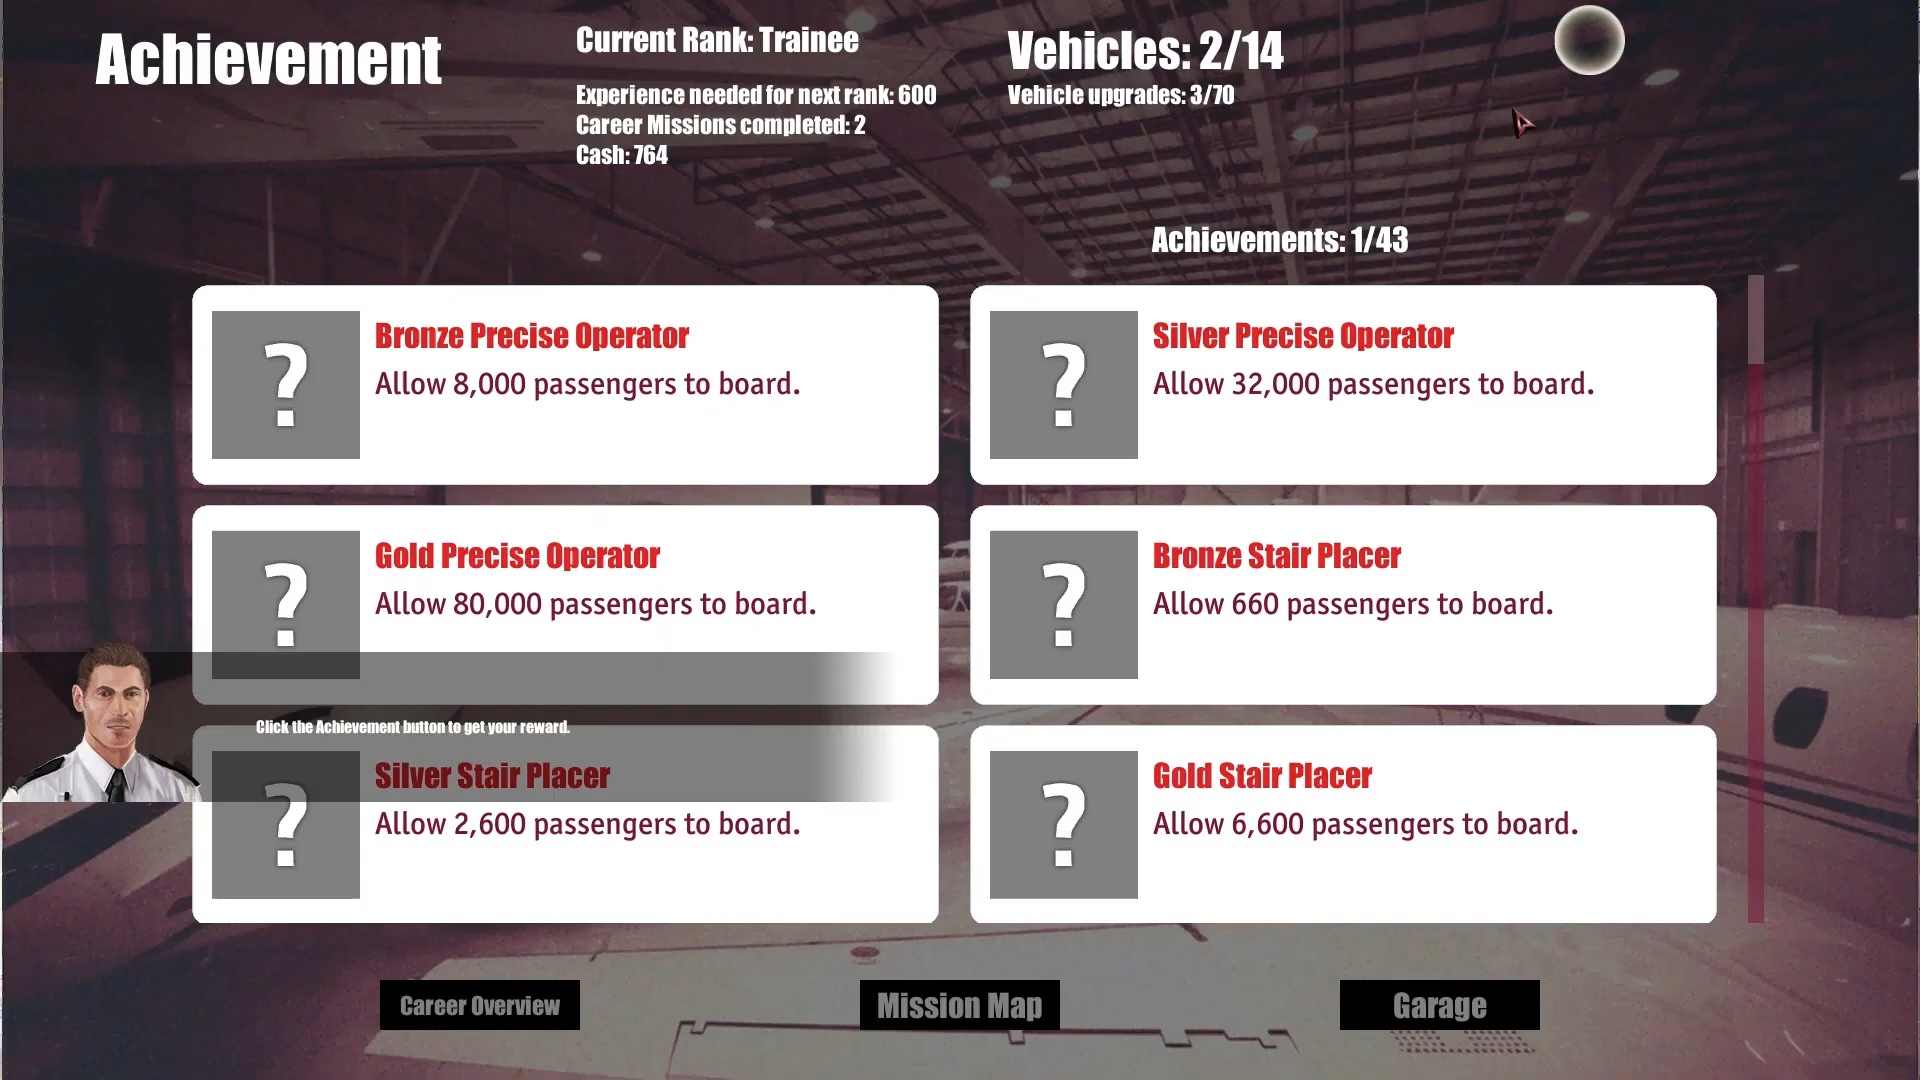 Achievement
Current Rank: Trainee
Experience needed for next rank: 600
Career Missions completed: 2
Cash: 764
Vehicles: 2/14
Vehicle upgrades: 3/70
Achievements: 1/43
?
Bronze Precise Operator
Allow 8,000 passengers to board.
?
Silver Precise Operator
Allow 32,000 passengers to board.
?
Gold Precise Operator
Allow 80,000 passengers to board.
?
Bronze Stair Placer
Allow 660 passengers to board.
Click the Achievement button to get your reward.
?
Silver Stair Placer
Allow 2,600 passengers to board.
?
Gold Stair Placer
Allow 6,600 passengers to board.
Career Overview
Mission Map
Garage